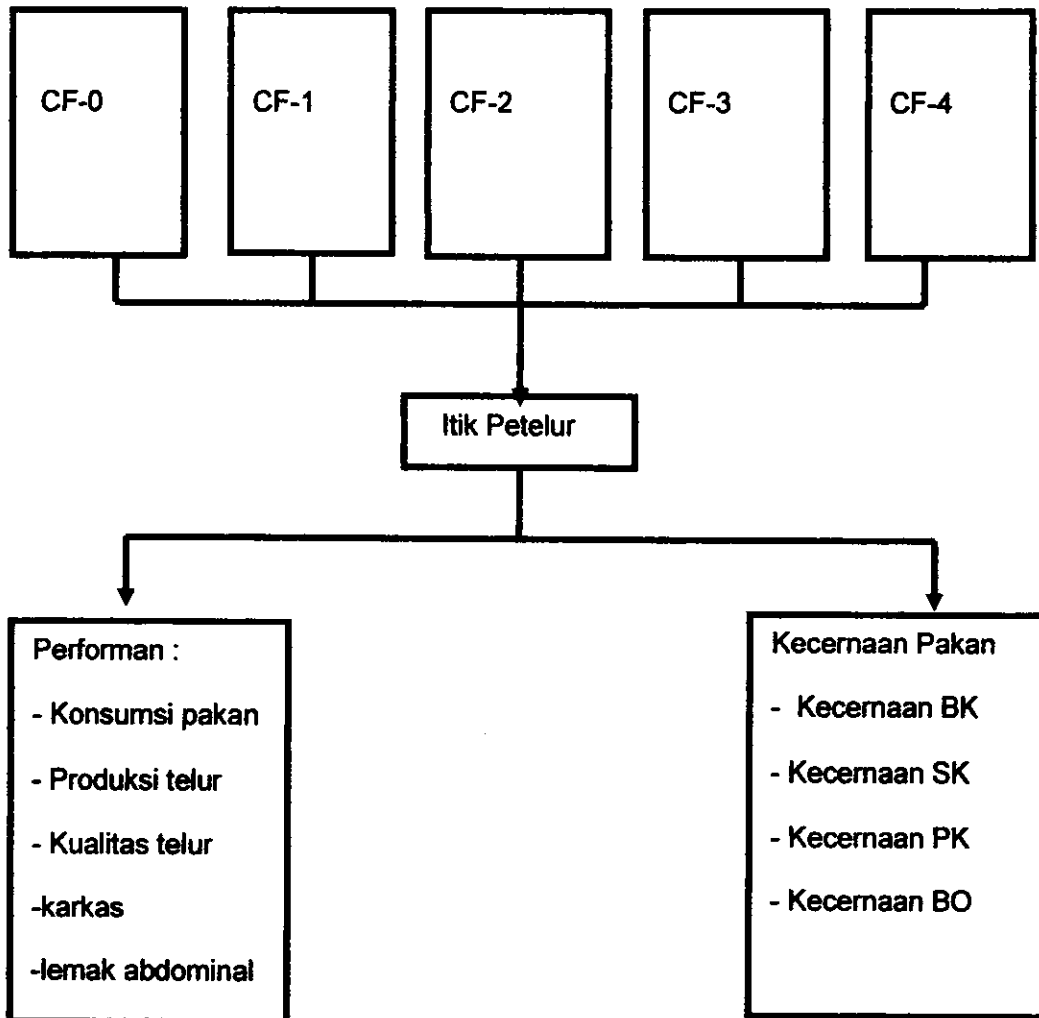 CF-0
CF-1
CF-2
CF-3
CF-4
Itik Petelur
Performan :
- Konsumsi pakan
- Produksi telur
- Kualitas telur
-karkas
-lemak abdominal
Kecernaan Pakan
- Kecernaan BK
- Kecernaan SK
- Kecernaan PK
- Kecernaan BO